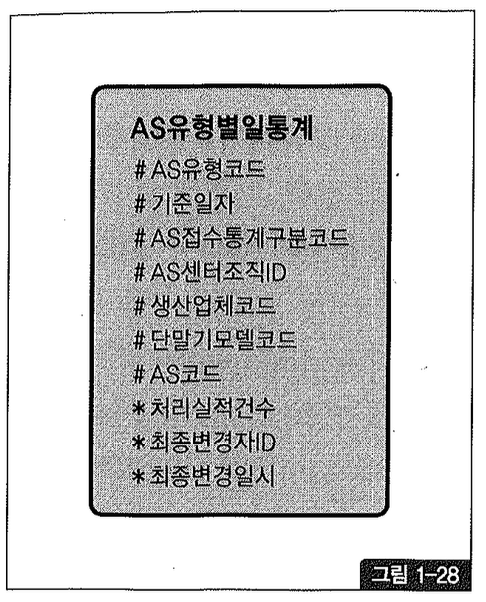 AS유형별일통계
# AS유형코드
# 기준일자
# AS접수통계구분코드
# AS센터조직ID
# 생산업체코드
# 단말기모델코드
# AS코드
* 처리실적건수
* 최종변경자ID
* 최종변경일시
그림 1-28